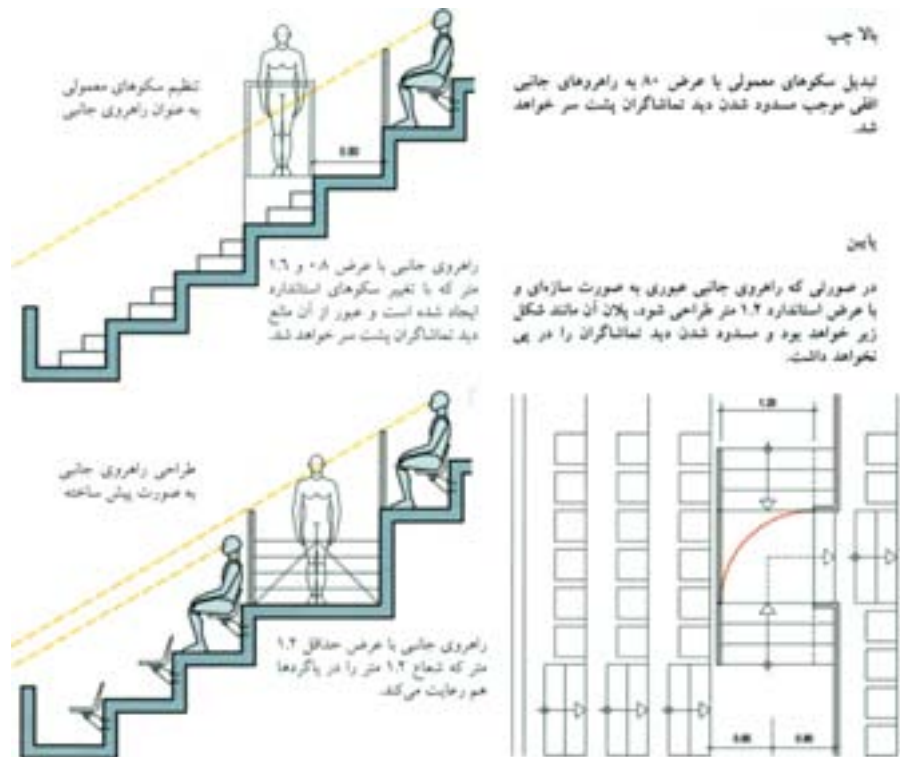 بالا چپ
تبدیل سکوهای معمولی با عرض ۸۰ به راهروهای جانبی
افقی موجب مسدود شدن دید تماشاگران پشت سر خواهد
شد.
تنظیم سکوهای معمولی
به عنوان راهروی جانبی
0.80
راهروی جانبی با عرض ۰.۸ و ۱.۶
متر که با تغییر سکوهای استاندارد
ایجاد شده است و عبور از آن مانع
دید تماشاگران پشت سر خواهد شد.
پایین
در صورتی که راهروی جانبی عبوری به صورت سازه‌ای و
با عرض استاندارد ۱.۲ متر طراحی شود، پلان آن مانند شکل
زیر خواهد بود و مسدود شدن دید تماشاگران را در پی
نخواهد داشت.
طراحی راهروی جانبی
به صورت پیش ساخته
راهروی جانبی با عرض حداقل ۱.۲
متر که شعاع ۱.۲ متر را در پاگردها
هم رعایت می‌کند.
1.20